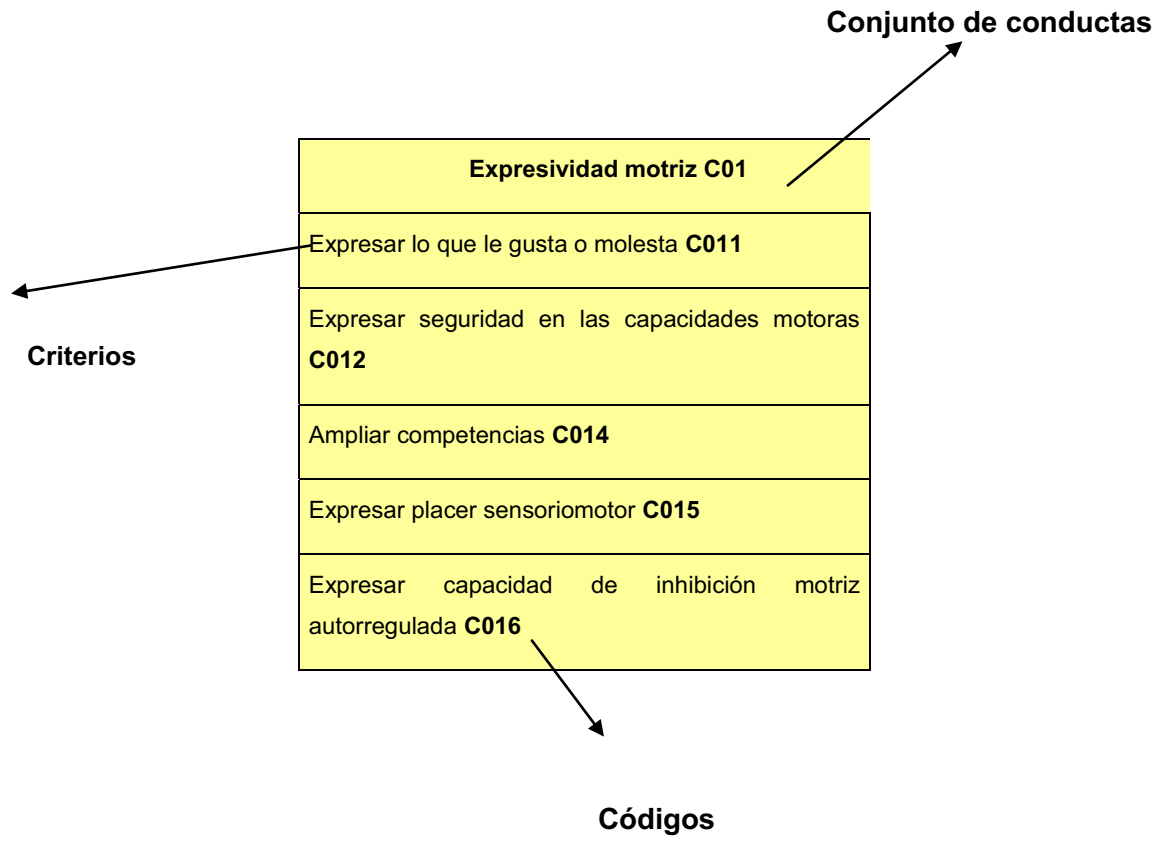 Conjunto de conductas
Expresividad motriz C01
Expresar lo que le gusta o molesta C011
Expresar seguridad en las capacidades motoras
C012
Criterios
Ampliar competencias C014
Expresar placer sensoriomotor C015
Expresar capacidad de inhibición motriz
autorregulada C016
Códigos